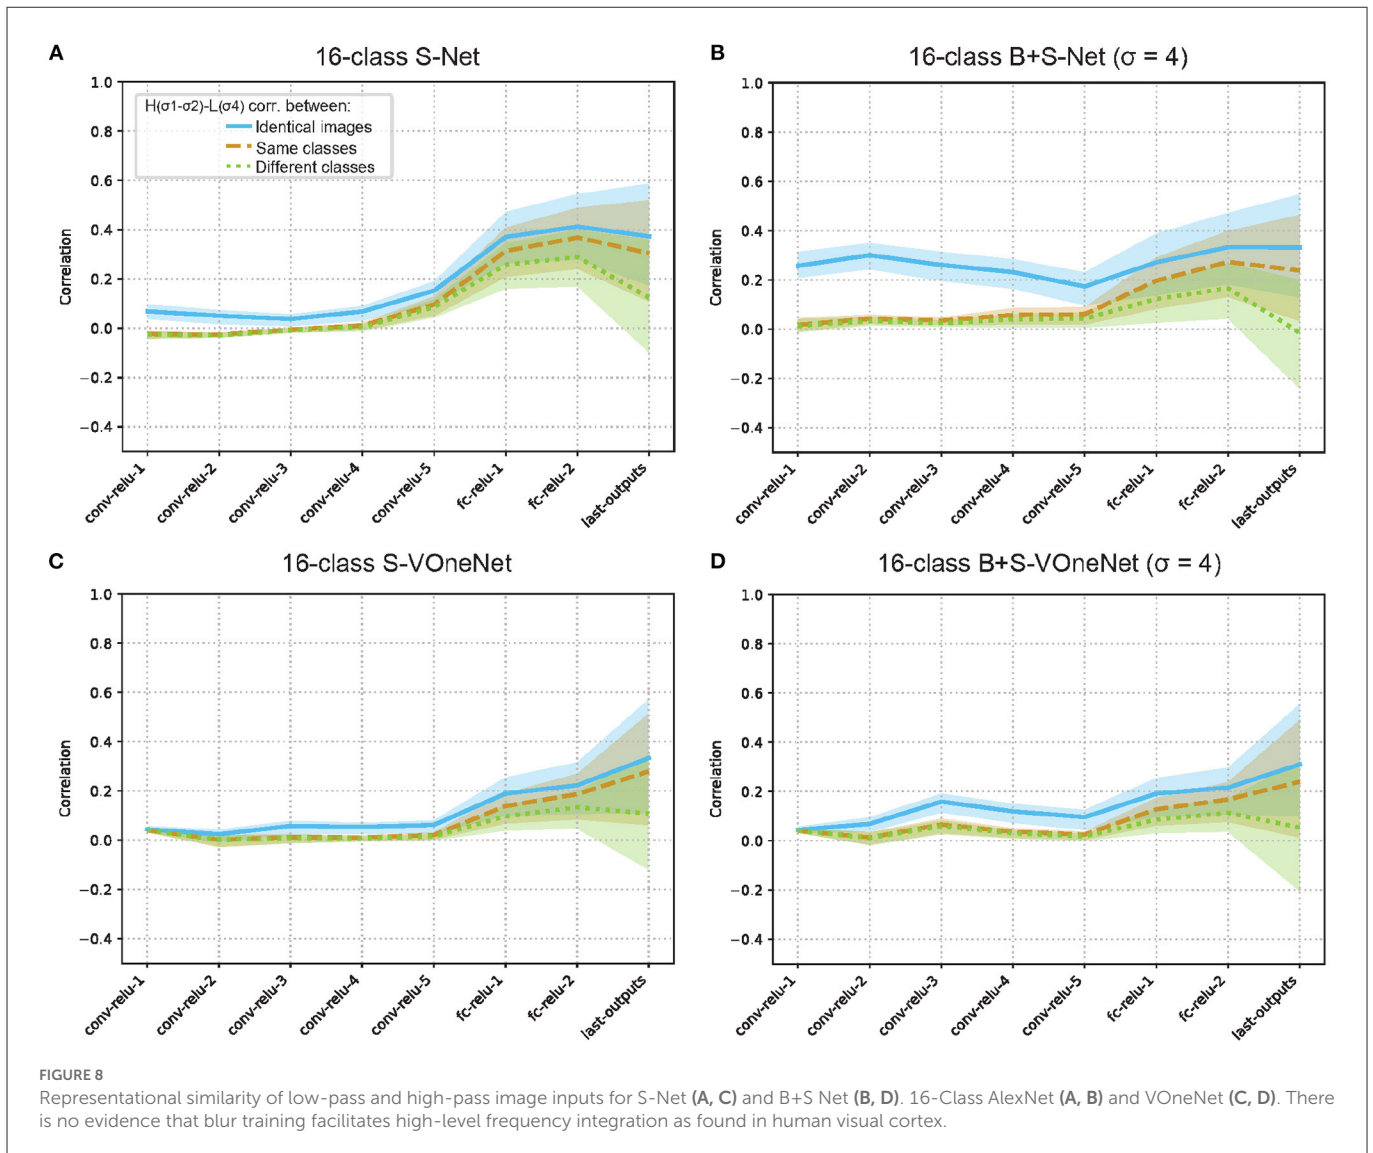 A
16-class S-Net
1.0
0.8
0.6
0.4
0.2
0.0
−0.2
−0.4
Correlation
H(σ1-σ2)-L(σ4) corr. between:
Identical images
Same classes
Different classes
conv-relu-1
conv-relu-2
conv-relu-3
conv-relu-4
conv-relu-5
fc-relu-1
fc-relu-2
last-outputs
B
16-class B+S-Net (σ = 4)
1.0
0.8
0.6
0.4
0.2
0.0
−0.2
−0.4
Correlation
conv-relu-1
conv-relu-2
conv-relu-3
conv-relu-4
conv-relu-5
fc-relu-1
fc-relu-2
last-outputs
C
16-class S-VOneNet
1.0
0.8
0.6
0.4
0.2
0.0
−0.2
−0.4
Correlation
conv-relu-1
conv-relu-2
conv-relu-3
conv-relu-4
conv-relu-5
fc-relu-1
fc-relu-2
last-outputs
D
16-class B+S-VOneNet (σ = 4)
1.0
0.8
0.6
0.4
0.2
0.0
−0.2
−0.4
Correlation
conv-relu-1
conv-relu-2
conv-relu-3
conv-relu-4
conv-relu-5
fc-relu-1
fc-relu-2
last-outputs
FIGURE 8
Representational similarity of low-pass and high-pass image inputs for S-Net (A, C) and B+S Net (B, D). 16-Class AlexNet (A, B) and VOneNet (C, D). There
is no evidence that blur training facilitates high-level frequency integration as found in human visual cortex.